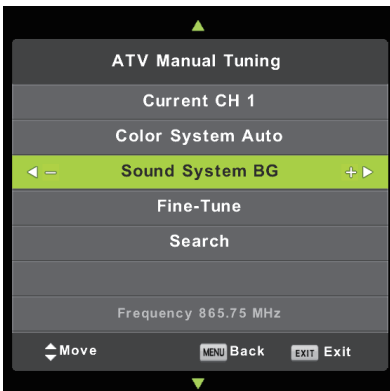 ATV Manual Tuning
Current CH 1
Color System Auto
Sound System BG
Fine-Tune
Search
Frequency 865.75 MHz
Move MENU Back EXIT Exit